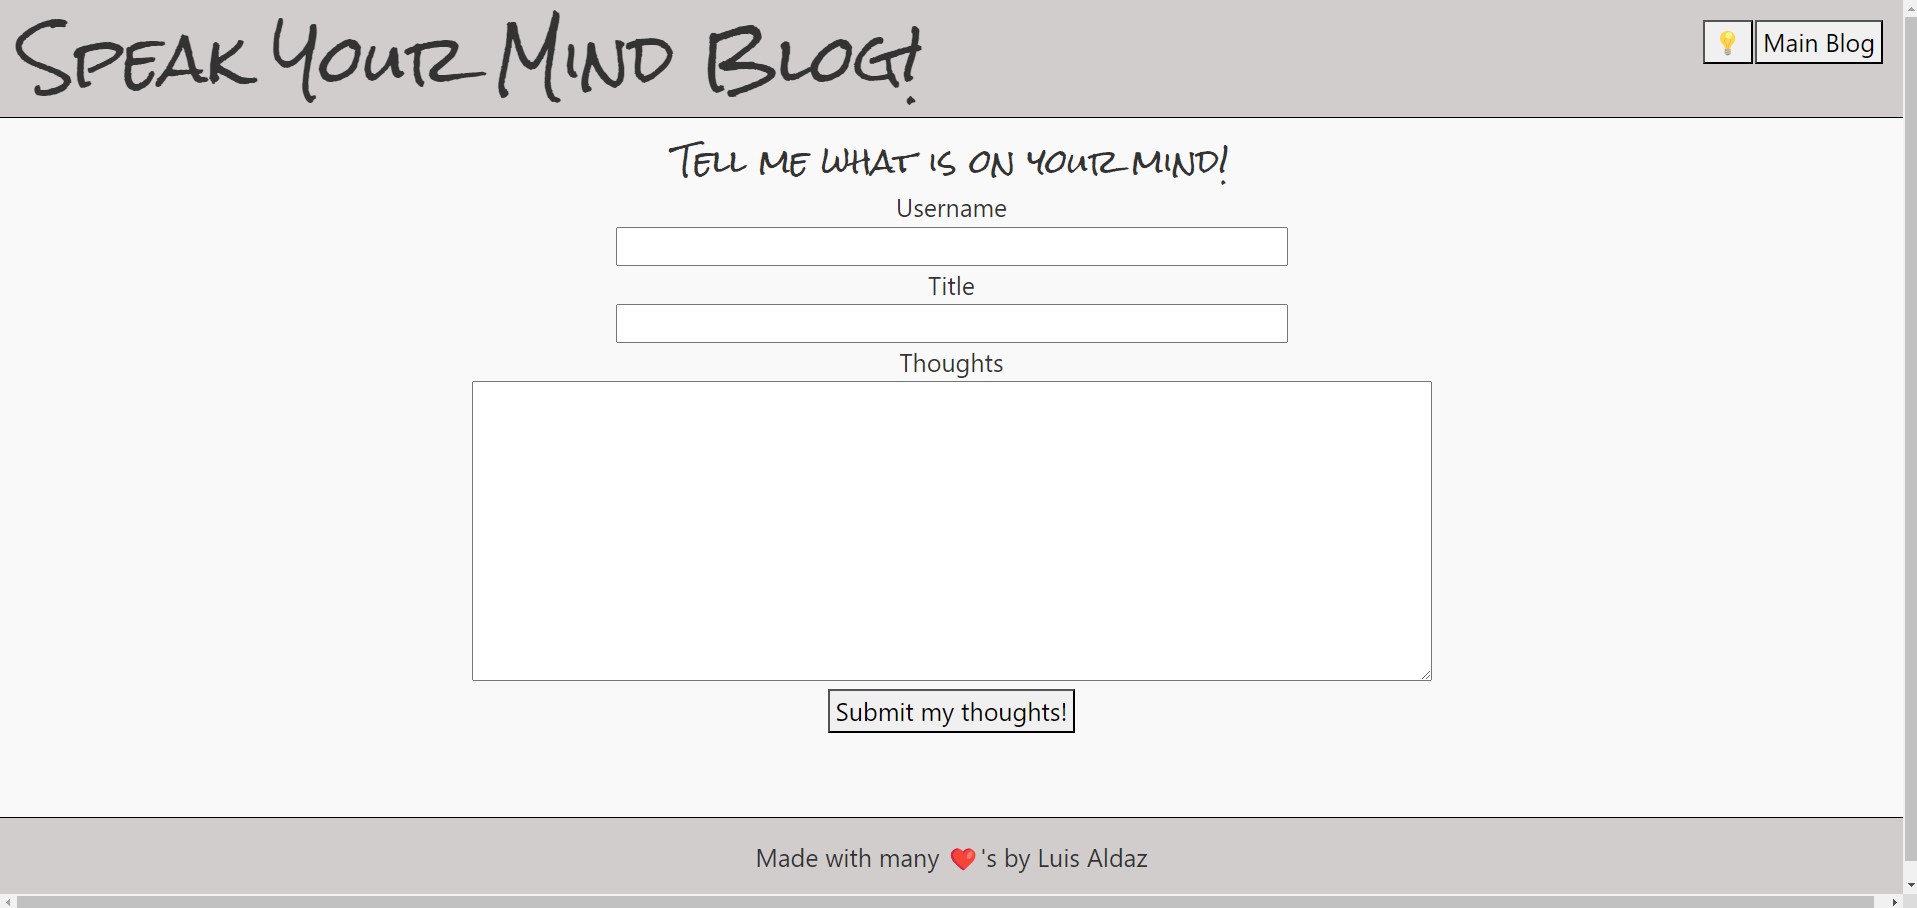 Speak Your Mind Blog!
💡 Main Blog
Tell me what is on your mind!
Username
Title
Thoughts
Submit my thoughts!
Made with many ❤️'s by Luis Aldaz